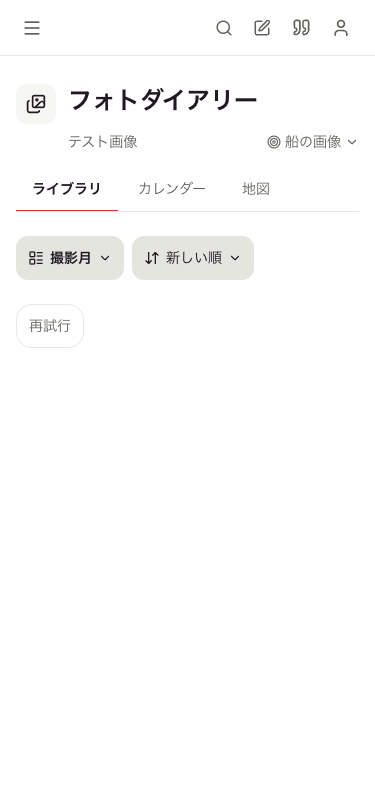 フォトダイアリー
テスト画像
船の画像
ライブラリ
カレンダー
地図
撮影月
新しい順
再試行